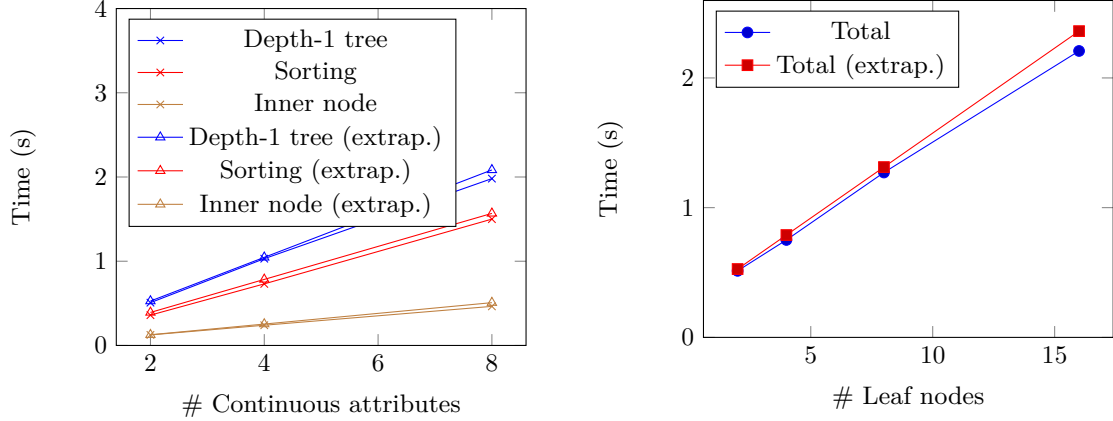 4
3
2
1
0
Time (s)
Depth-1 tree
Sorting
Inner node
Depth-1 tree (extrap.)
Sorting (extrap.)
Inner node (extrap.)
2
4
6
8
# Continuous attributes
2
1
0
Time (s)
Total
Total (extrap.)
5
10
15
# Leaf nodes